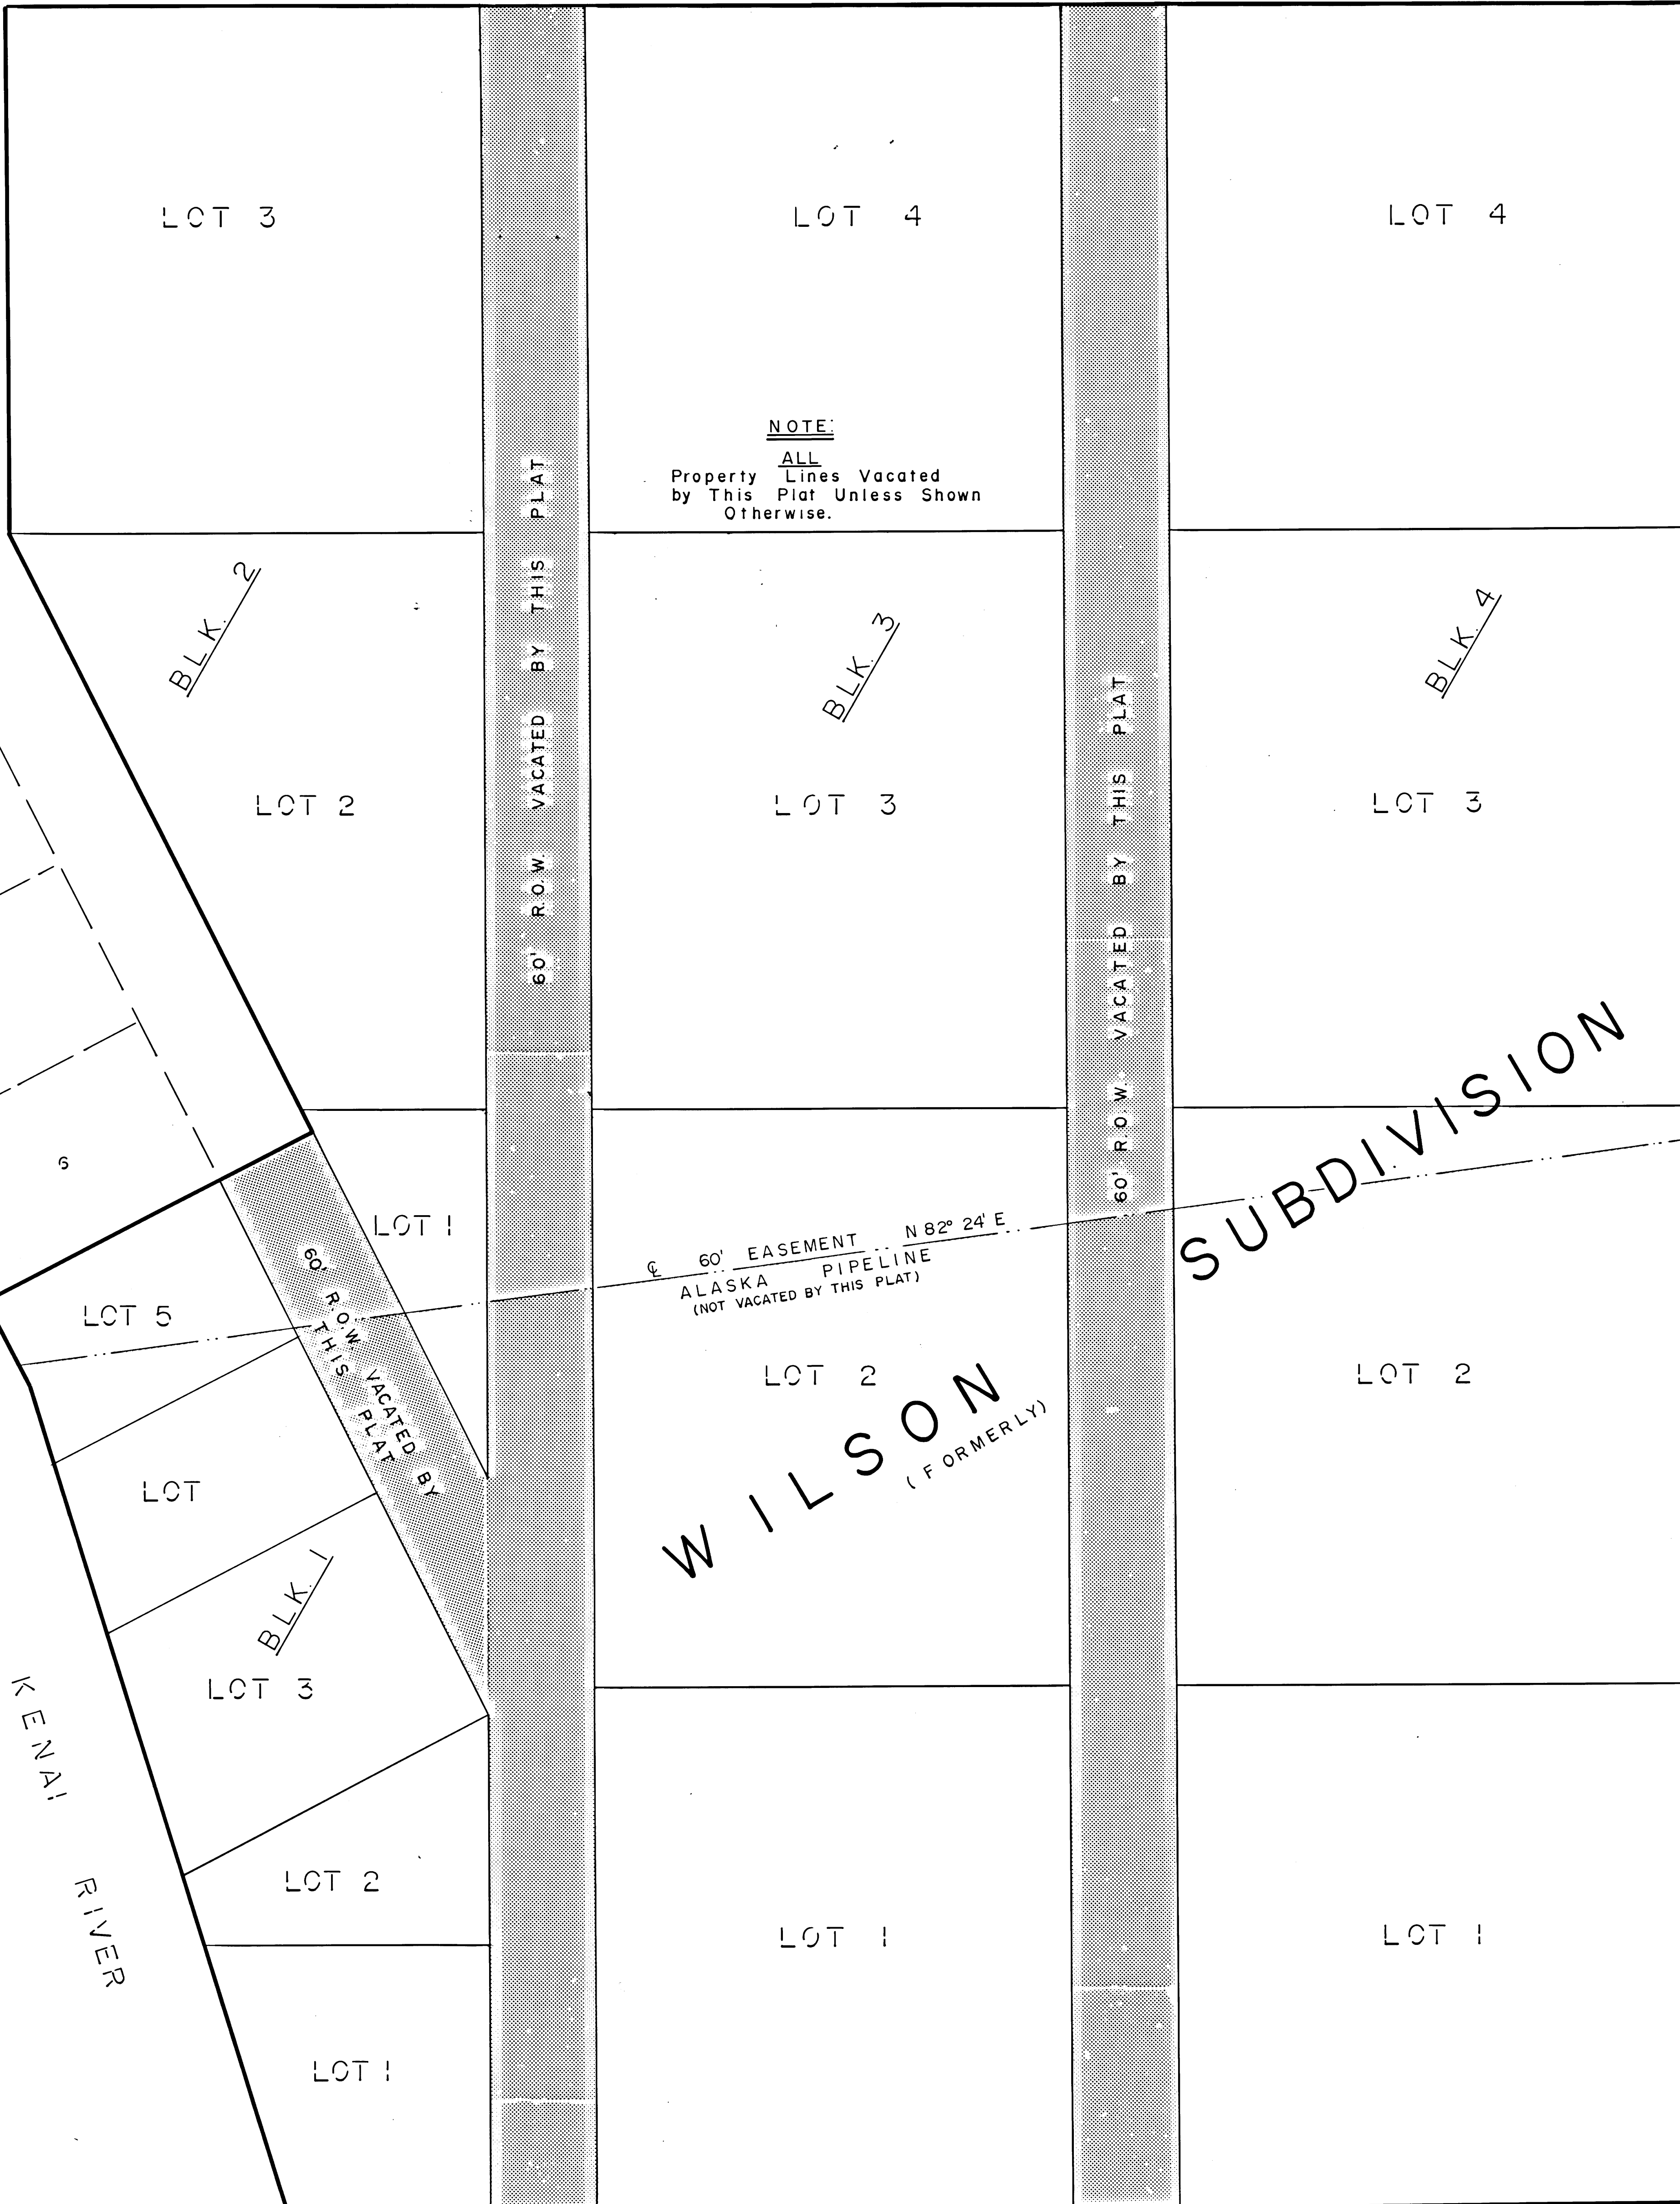 LOT 3
LOT 4
LOT 4
NOTE:
ALL
Property Lines Vacated
by This Plat Unless Shown
Otherwise.
60' R.O.W. VACATED BY THIS PLAT
60' R.O.W. VACATED BY THIS PLAT
BLK. 2
BLK. 3
BLK. 4
LOT 2
LOT 3
LOT 3
6
LOT 1
60' R.O.W. VACATED BY
THIS PLAT
℄ 60' EASEMENT N 82° 24' E
ALASKA PIPELINE
(NOT VACATED BY THIS PLAT)
LOT 5
LOT 2
LOT 2
WILSON SUBDIVISION
(FORMERLY)
LOT
BLK. 1
LOT 3
KENAI RIVER
LOT 2
LOT 1
LOT 1
LOT 1